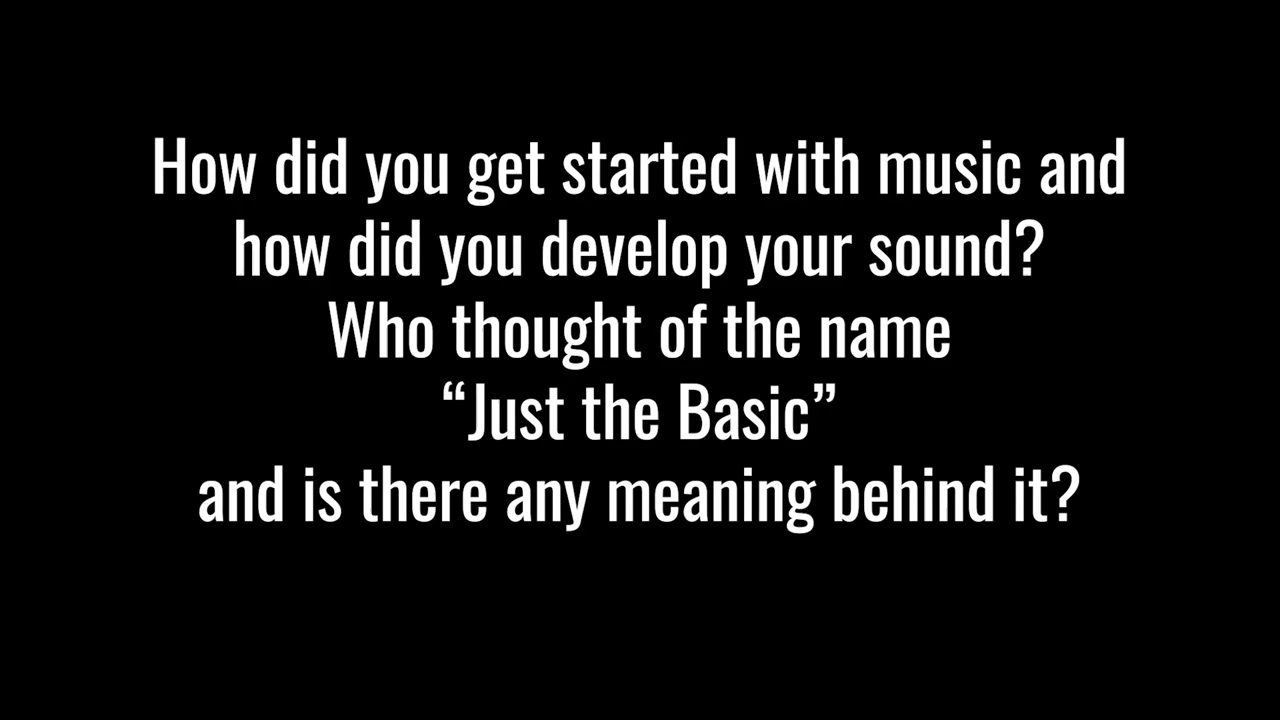 How did you get started with music and
how did you develop your sound?
Who thought of the name
“Just the Basic”
and is there any meaning behind it?